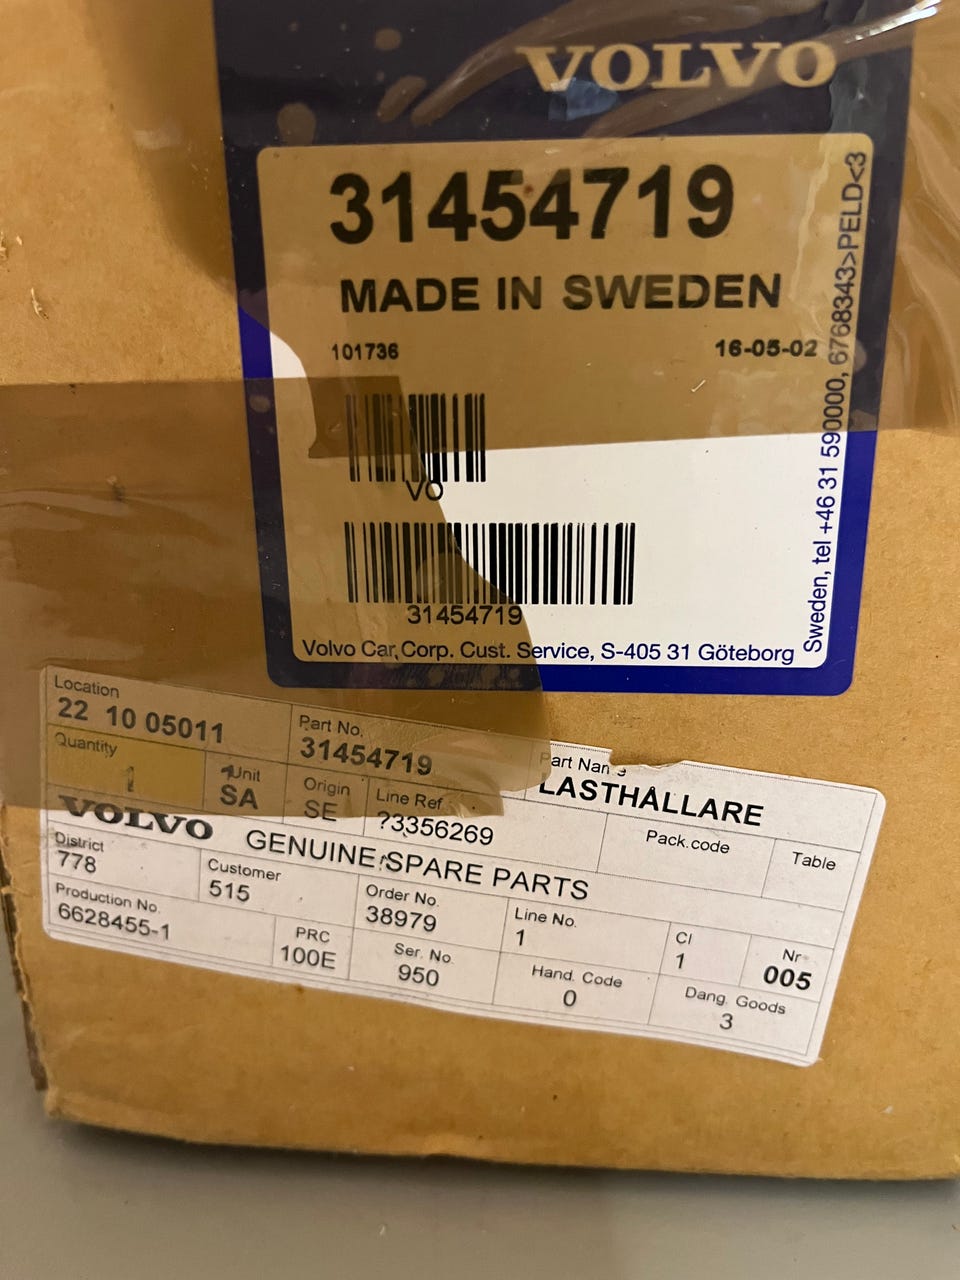 VOLVO
31454719
MADE IN SWEDEN
101736 16-05-02
VO
31454719
Volvo Car Corp. Cust. Service, S-405 31 Göteborg
Sweden, tel +46 31 590000, 6768343>PELD<3
Location
22 10 05011
Part No.
31454719
Part Name
LASTHÅLLARE
Quantity
1
Unit
SA
Origin
SE
Line Ref
?3356269
Pack.code
Table
VOLVO GENUINE SPARE PARTS
District
778
Customer
515
Order No.
38979
Line No.
1
CI
1
Nr
005
Production No.
6628455-1
PRC
100E
Ser. No.
950
Hand. Code
0
Dang. Goods
3